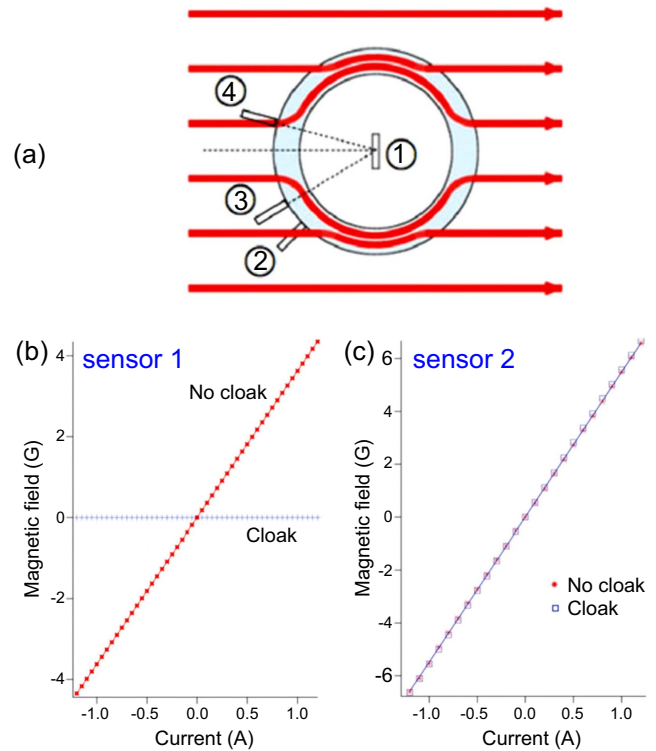 (a)
④
①
③
②
(b) sensor 1
4
2
0
-2
-4
No cloak
Cloak
Magnetic field (G)
-1.0 -0.5 0.0 0.5 1.0
Current (A)
(c) sensor 2
6
4
2
0
-2
-4
-6
No cloak
Cloak
Magnetic field (G)
-1.0 -0.5 0.0 0.5 1.0
Current (A)